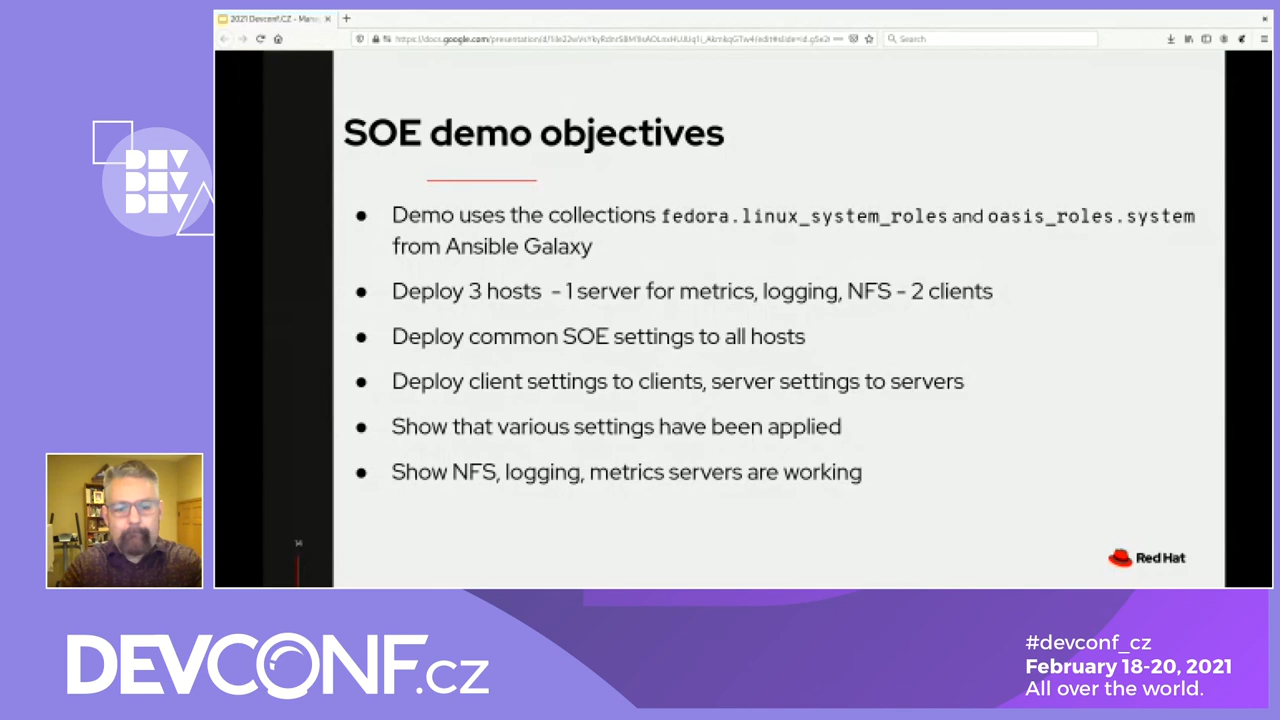 2021 Devconf.CZ - Mana
Search
SOE demo objectives
● Demo uses the collections fedora.linux_system_roles and oasis_roles.system
from Ansible Galaxy
● Deploy 3 hosts - 1 server for metrics, logging, NFS - 2 clients
● Deploy common SOE settings to all hosts
● Deploy client settings to clients, server settings to servers
● Show that various settings have been applied
● Show NFS, logging, metrics servers are working
14
Red Hat
DEV
DEV
DEV
DEVCONF.cz
#devconf_cz
February 18-20, 2021
All over the world.